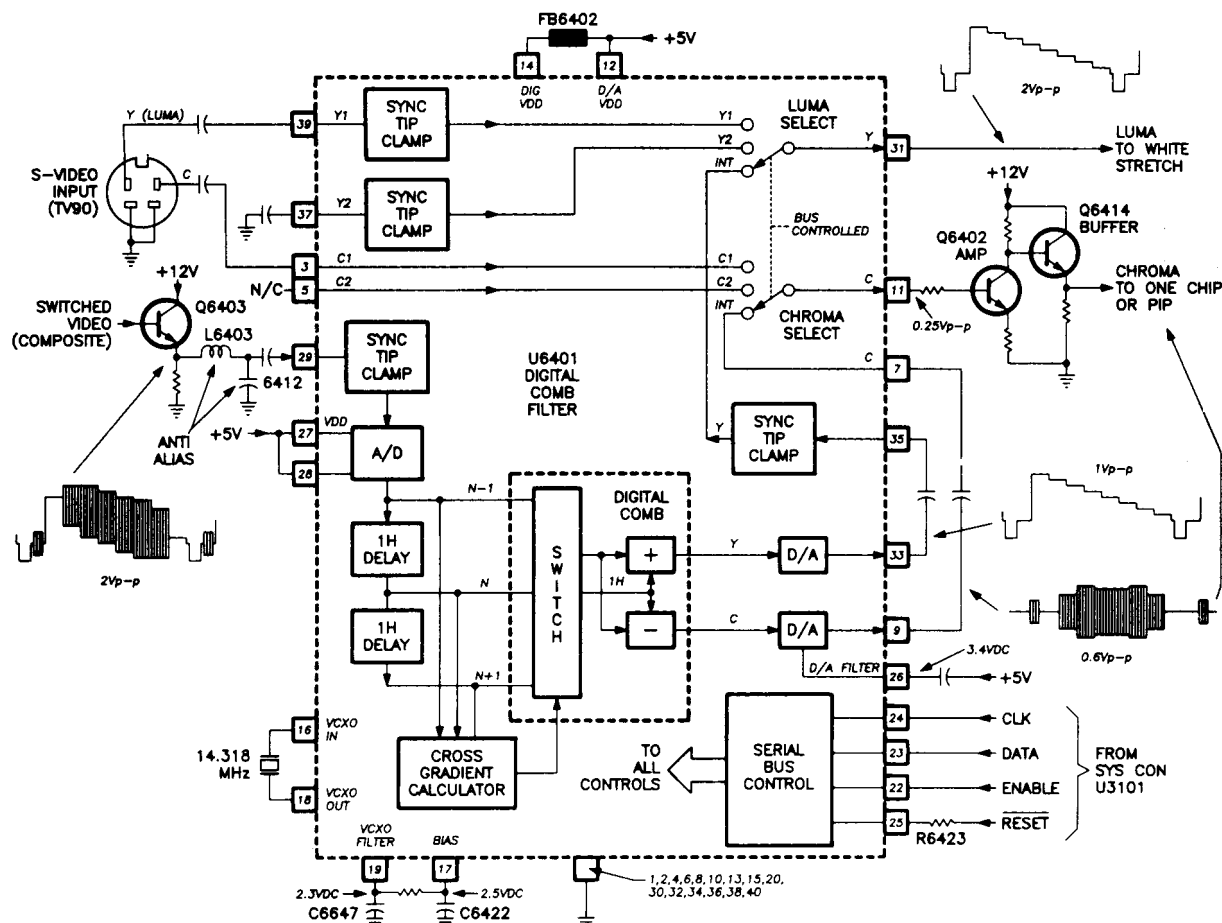 FB6402
+5V
14
12
DIG
VDD
D/A
VDD
2Vp-p
Y (LUMA)
39
Y1
SYNC
TIP
CLAMP
Y1
LUMA
SELECT
Y2
Y
31
LUMA
TO WHITE
STRETCH
INT
S-VIDEO
INPUT
(TV90)
C
37
Y2
SYNC
TIP
CLAMP
BUS
CONTROLLED
+12V
Q6414
BUFFER
Q6402
AMP
3
C1
C1
N/C
5
C2
C2
C
11
CHROMA
TO ONE CHIP
OR PIP
INT
CHROMA
SELECT
0.25Vp-p
+12V
Q6403
SWITCHED
VIDEO
(COMPOSITE)
L6403
29
6412
SYNC
TIP
CLAMP
U6401
DIGITAL
COMB
FILTER
C
7
ANTI
ALIAS
+5V
27
VDD
28
A/D
Y
SYNC
TIP
CLAMP
35
1Vp-p
2Vp-p
N-1
DIGITAL
COMB
1H
DELAY
SWITCH
+
Y
D/A
33
N
1H
1H
DELAY
−
C
D/A
9
0.6Vp-p
3.4VDC
D/A FILTER
26
+5V
N+1
16
VCXO
IN
14.318
MHz
18
VCXO
OUT
CROSS
GRADIENT
CALCULATOR
TO
ALL
CONTROLS
SERIAL
BUS
CONTROL
24
CLK
23
DATA
22
ENABLE
25
RESET
R6423
FROM
SYS CON
U3101
VCXO
FILTER
BIAS
19
17
2.3VDC
2.5VDC
C6647
C6422
1,2,4,6,8,10,13,15,20,
30,32,34,36,38,40